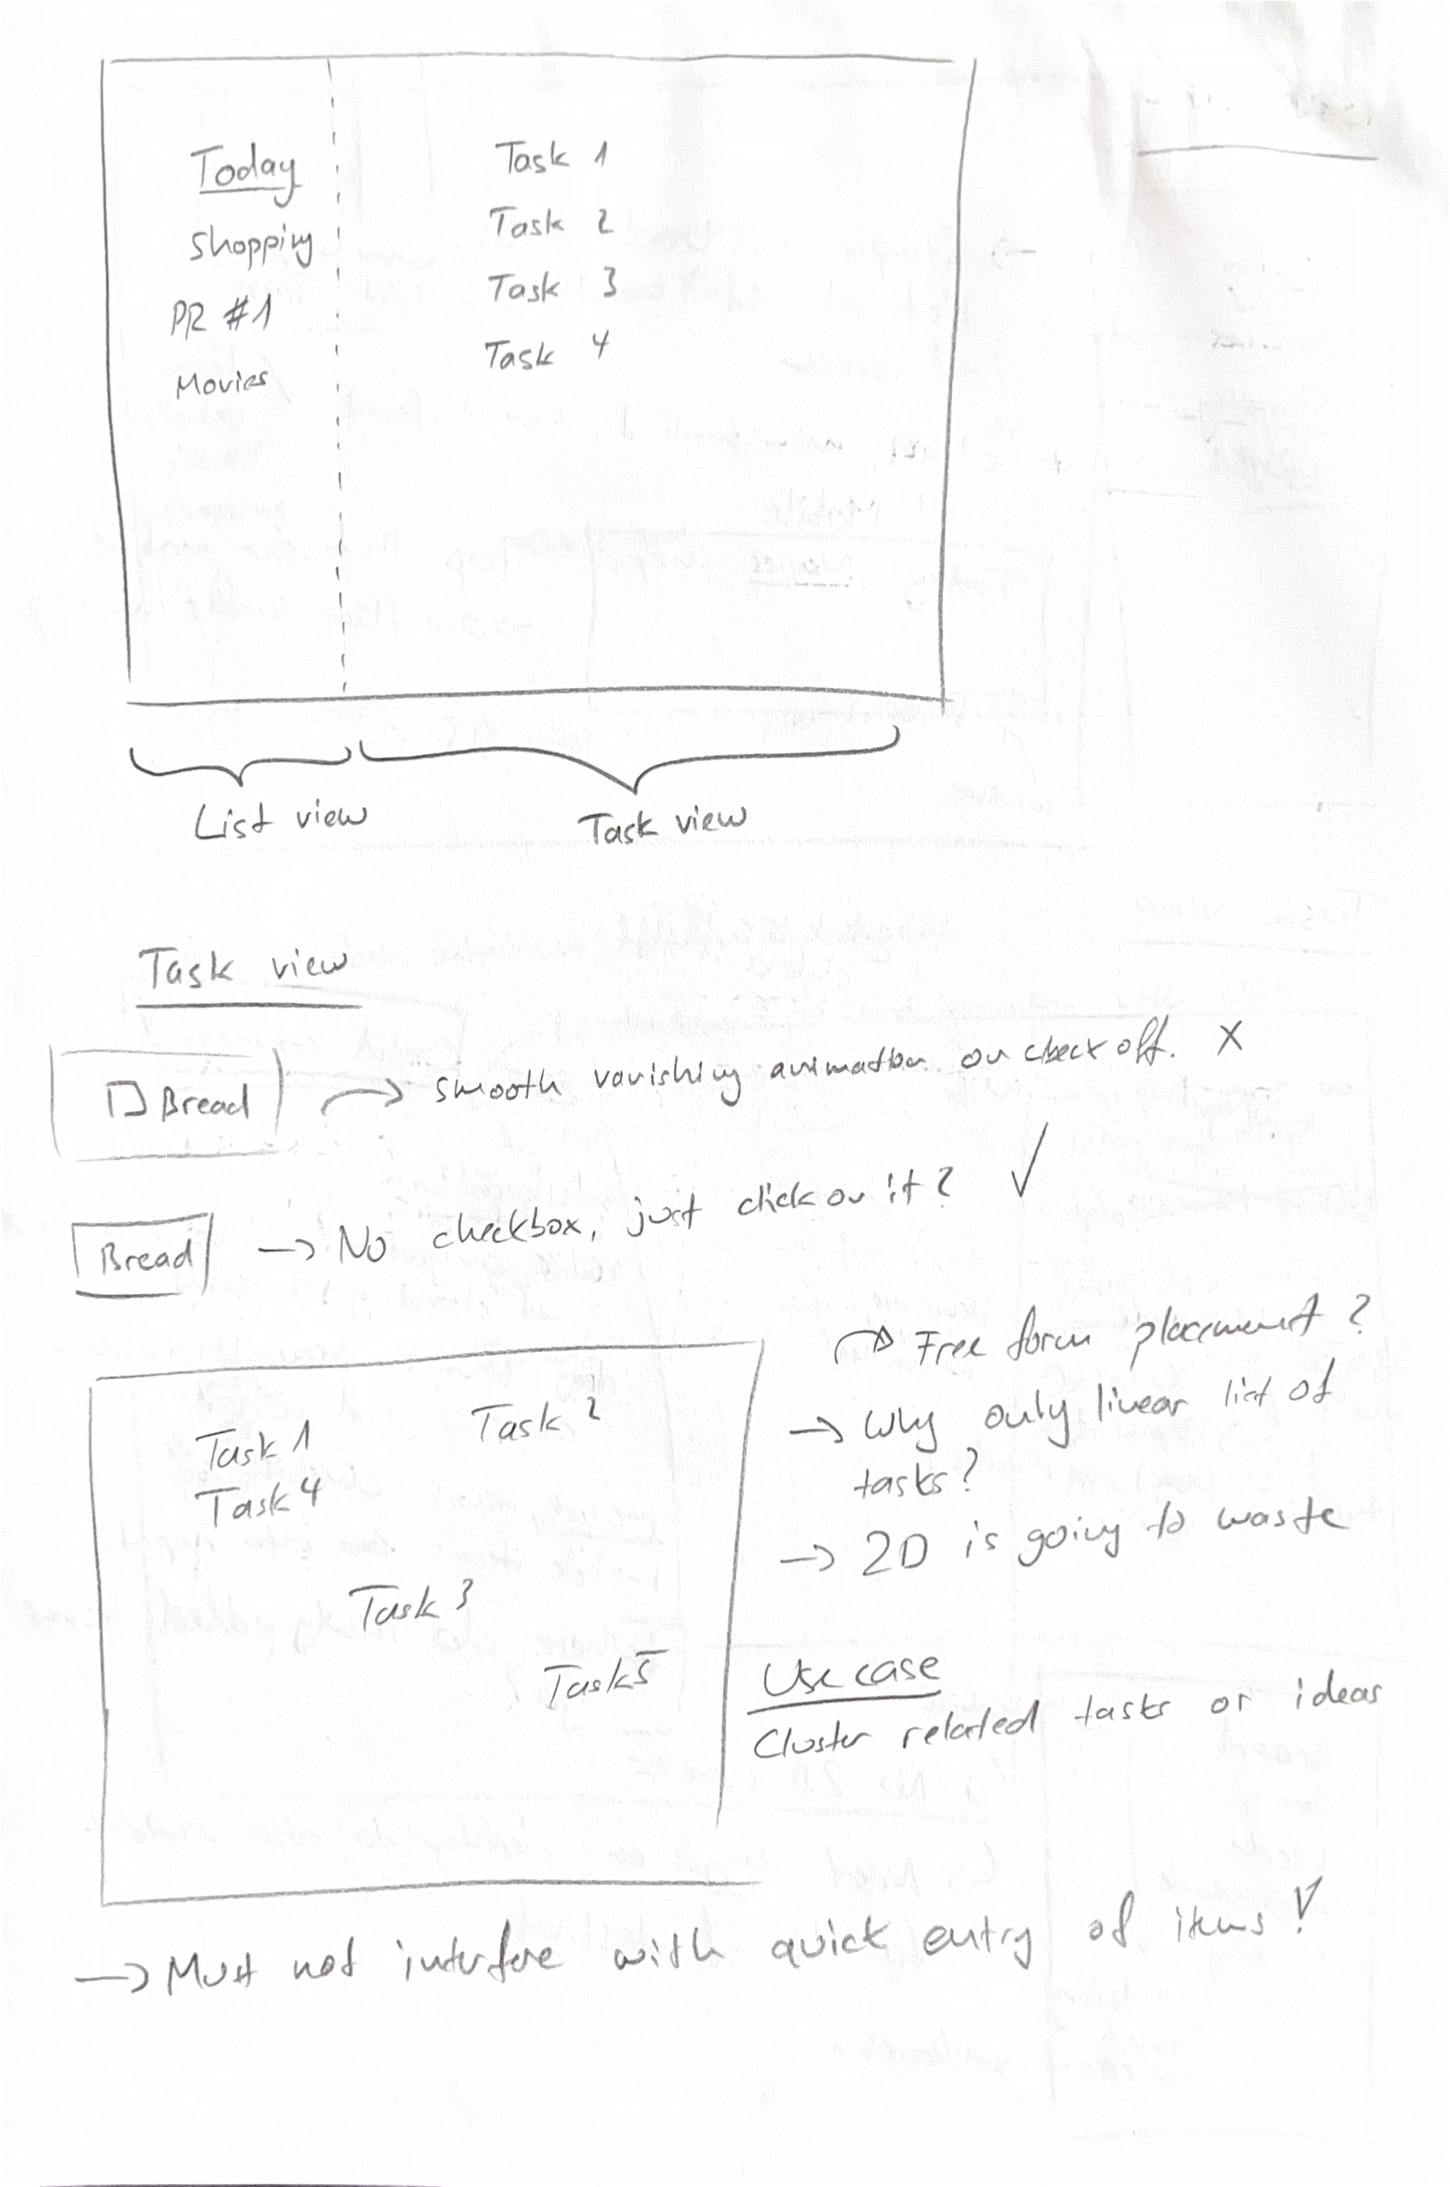 Today
Shopping
PR #1
Movies
Task 1
Task 2
Task 3
Task 4
List view
Task view
Task view
Bread
→ smooth vanishing animation on check off. X
Bread
→ No checkbox, just click on it? ✓
Task 1
Task 2
Task 4
Task 3
Task 5
→ Free form placement?
→ Why only linear list of
tasks?
→ 2D is going to waste
Use case
Cluster related tasks or ideas
→ Must not interfere with quick entry of items!